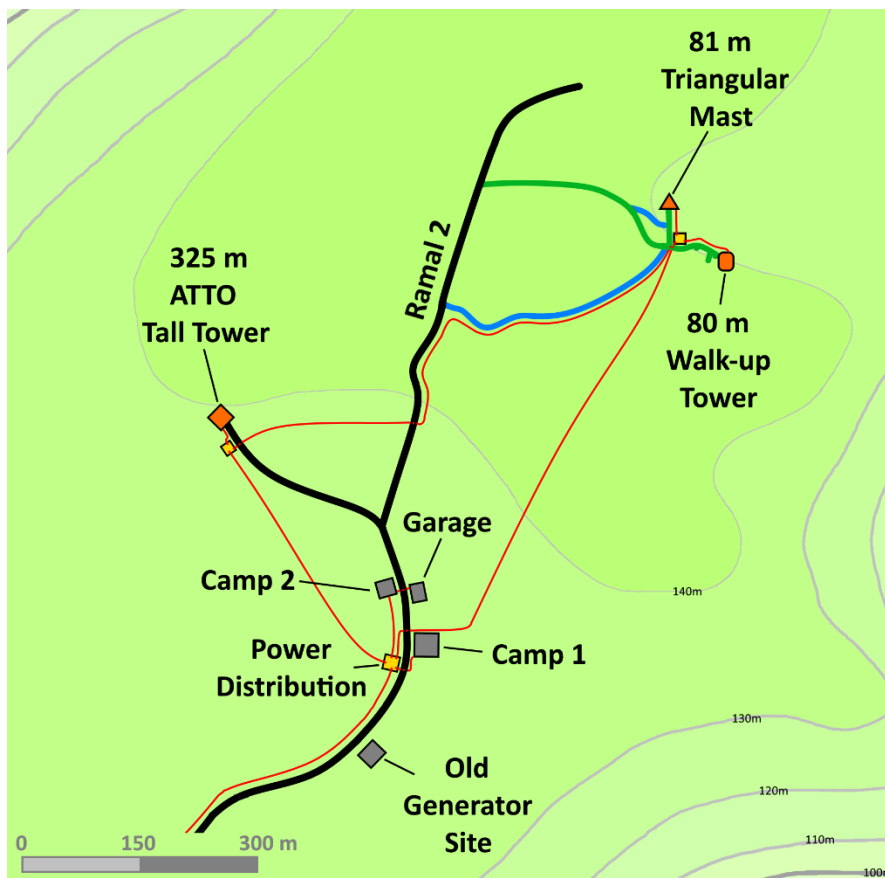 81 m
Triangular
Mast
325 m
ATTO
Tall Tower
Ramal 2
80 m
Walk-up
Tower
Garage
Camp 2
140m
Power
Distribution
Camp 1
130m
Old
Generator
Site
120m
110m
100m
0 150 300 m